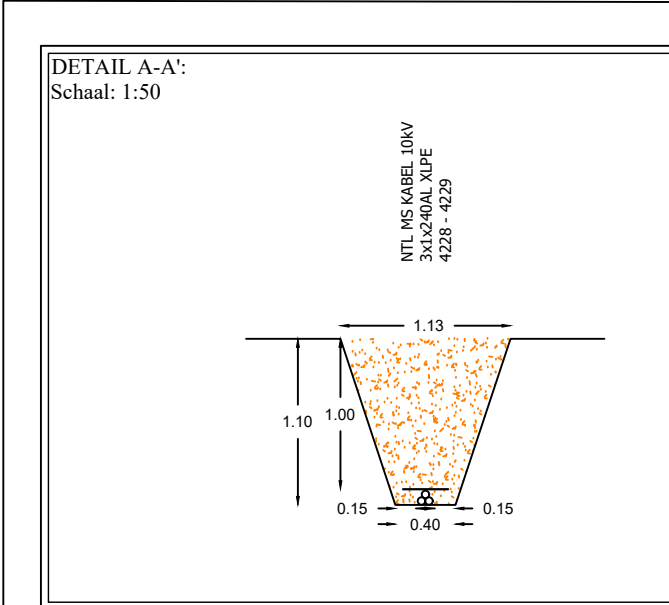 DETAIL A-A':
Schaal: 1:50
NTL MS KABEL 10kV
3x1x240AL XLPE
4228 - 4229
1.13
1.10
1.00
0.15
0.15
0.40